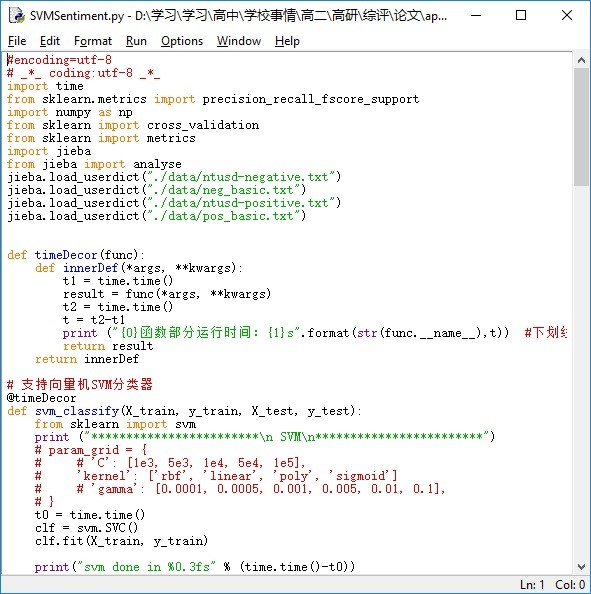 SVMSentiment.py - D:\学习\学习\高中\学校事情\高二\高研\综评\论文\ap...
File Edit Format Run Options Window Help
#encoding=utf-8
# _*_ coding:utf-8 _*_
import time
from sklearn.metrics import precision_recall_fscore_support
import numpy as np
from sklearn import cross_validation
from sklearn import metrics
import jieba
from jieba import analyse
jieba.load_userdict("./data/ntusd-negative.txt")
jieba.load_userdict("./data/neg_basic.txt")
jieba.load_userdict("./data/ntusd-positive.txt")
jieba.load_userdict("./data/pos_basic.txt")
def timeDecor(func):
    def innerDef(*args, **kwargs):
        t1 = time.time()
        result = func(*args, **kwargs)
        t2 = time.time()
        t = t2-t1
        print ("{0}函数部分运行时间: {1}s".format(str(func.__name__),t))  #下划线
        return result
    return innerDef
# 支持向量机SVM分类器
@timeDecor
def svm_classify(X_train, y_train, X_test, y_test):
    from sklearn import svm
    print ("************************\n SVM\n************************")
    # param_grid = {
    #     # 'C': [1e3, 5e3, 1e4, 5e4, 1e5],
    #     'kernel': ['rbf', 'linear', 'poly', 'sigmoid']
    #     # 'gamma': [0.0001, 0.0005, 0.001, 0.005, 0.01, 0.1],
    # }
    t0 = time.time()
    clf = svm.SVC()
    clf.fit(X_train, y_train)
    print("svm done in %0.3fs" % (time.time()-t0))
Ln: 1 Col: 0